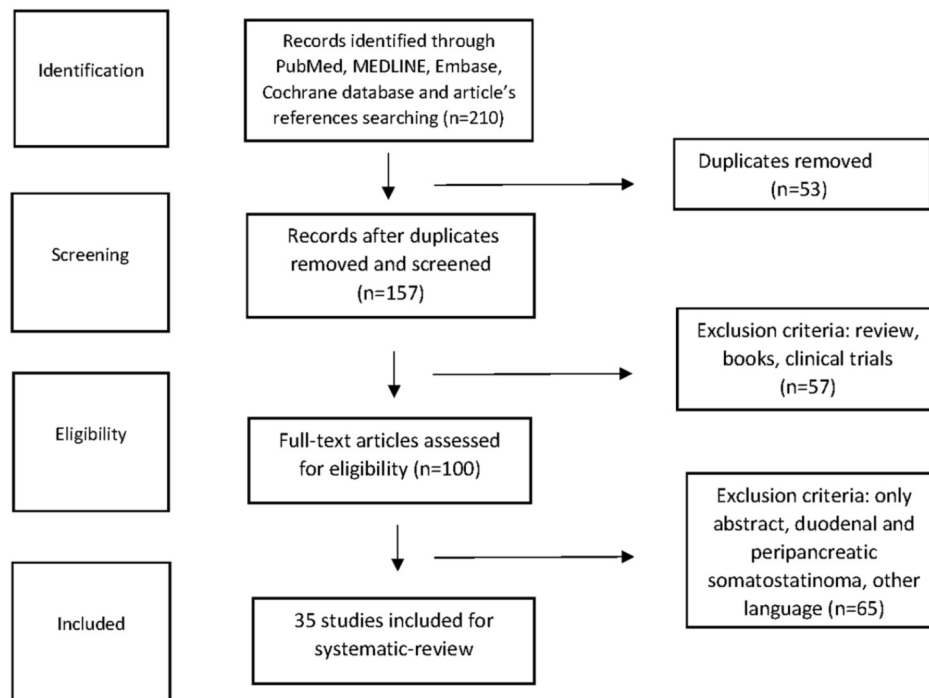 Identification
Records identified through
PubMed, MEDLINE, Embase,
Cochrane database and article's
references searching (n=210)
Duplicates removed
(n=53)
Screening
Records after duplicates
removed and screened
(n=157)
Exclusion criteria: review,
books, clinical trials
(n=57)
Eligibility
Full-text articles assessed
for eligibility (n=100)
Exclusion criteria: only
abstract, duodenal and
peripancreatic
somatostatinoma, other
language (n=65)
Included
35 studies included for
systematic-review